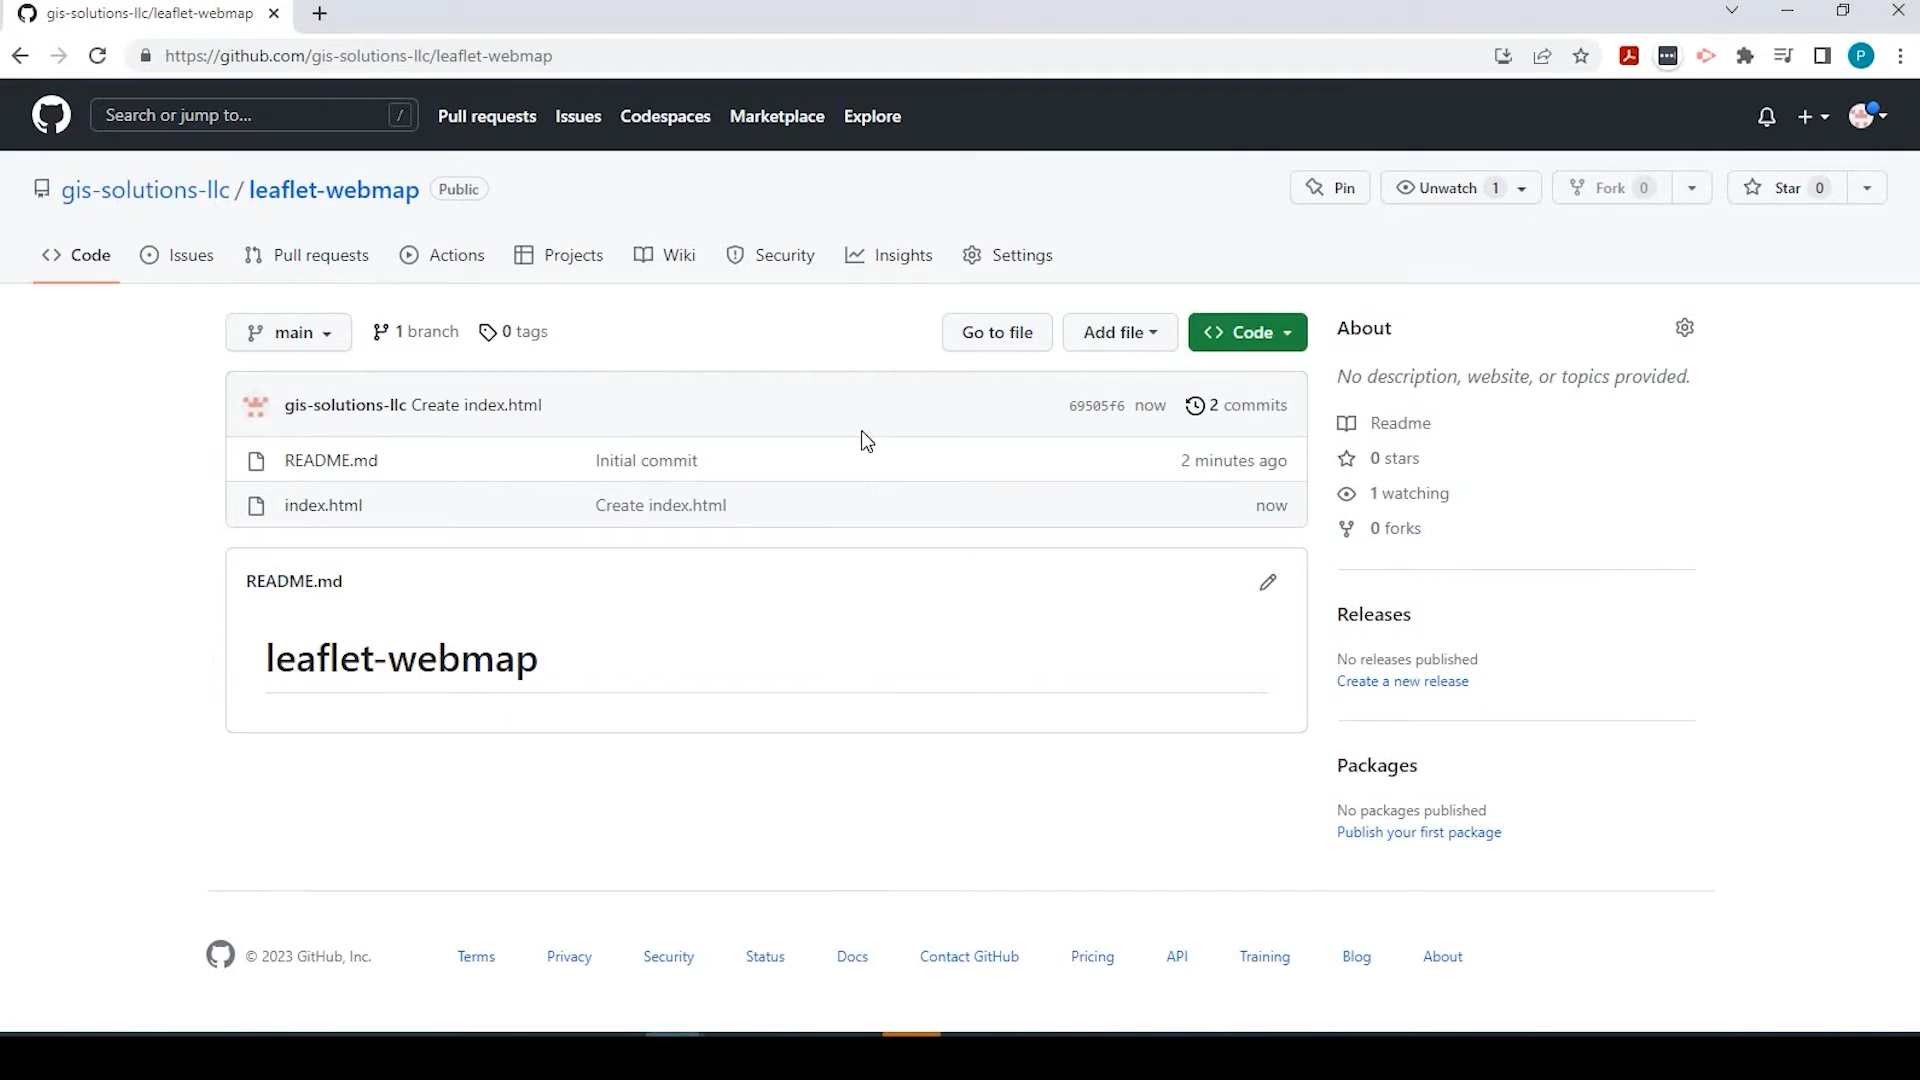 gis-solutions-llc/leaflet-webmap
https://github.com/gis-solutions-llc/leaflet-webmap
P
Search or jump to... /
Pull requests Issues Codespaces Marketplace Explore
gis-solutions-llc / leaflet-webmap Public
Pin Unwatch 1 Fork 0 Star 0
Code Issues Pull requests Actions Projects Wiki Security Insights Settings
main 1 branch 0 tags Go to file Add file Code
gis-solutions-llc Create index.html 69505f6 now 2 commits
README.md Initial commit 2 minutes ago
index.html Create index.html now
README.md
leaflet-webmap
About
No description, website, or topics provided.
Readme
0 stars
1 watching
0 forks
Releases
No releases published
Create a new release
Packages
No packages published
Publish your first package
© 2023 GitHub, Inc. Terms Privacy Security Status Docs Contact GitHub Pricing API Training Blog About